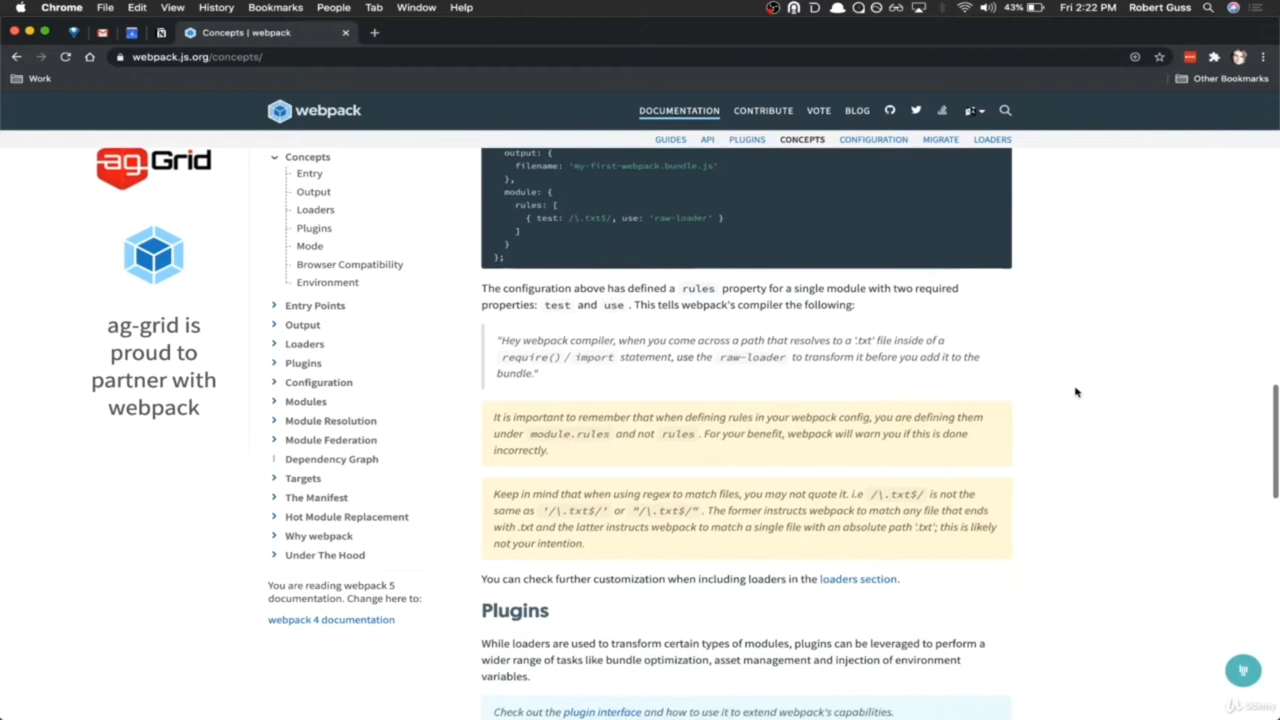 Chrome File Edit View History Bookmarks People Tab Window Help 43% Fri 2:22 PM Robert Guss
Concepts | webpack
webpack.js.org/concepts/
Work Other Bookmarks
webpack DOCUMENTATION CONTRIBUTE VOTE BLOG
GUIDES API PLUGINS CONCEPTS CONFIGURATION MIGRATE LOADERS
ag Grid
ag-grid is
proud to
partner with
webpack
Concepts
Entry
Output
Loaders
Plugins
Mode
Browser Compatibility
Environment
Entry Points
Output
Loaders
Plugins
Configuration
Modules
Module Resolution
Module Federation
Dependency Graph
Targets
The Manifest
Hot Module Replacement
Why webpack
Under The Hood
You are reading webpack 5
documentation. Change here to:
webpack 4 documentation
output: {
filename: 'my-first-webpack.bundle.js'
},
module: {
rules: [
{ test: /\.txt$/, use: 'raw-loader' }
]
}
};
The configuration above has defined a rules property for a single module with two required
properties: test and use . This tells webpack's compiler the following:
"Hey webpack compiler, when you come across a path that resolves to a '.txt' file inside of a
require() / import statement, use the raw-loader to transform it before you add it to the
bundle."
It is important to remember that when defining rules in your webpack config, you are defining them
under module.rules and not rules . For your benefit, webpack will warn you if this is done
incorrectly.
Keep in mind that when using regex to match files, you may not quote it. i.e /\.txt$/ is not the
same as '/\.txt$/' or "/\.txt$/" . The former instructs webpack to match any file that ends
with .txt and the latter instructs webpack to match a single file with an absolute path '.txt'; this is likely
not your intention.
You can check further customization when including loaders in the loaders section.
Plugins
While loaders are used to transform certain types of modules, plugins can be leveraged to perform a
wider range of tasks like bundle optimization, asset management and injection of environment
variables.
Check out the plugin interface and how to use it to extend webpack's capabilities.
Udemy